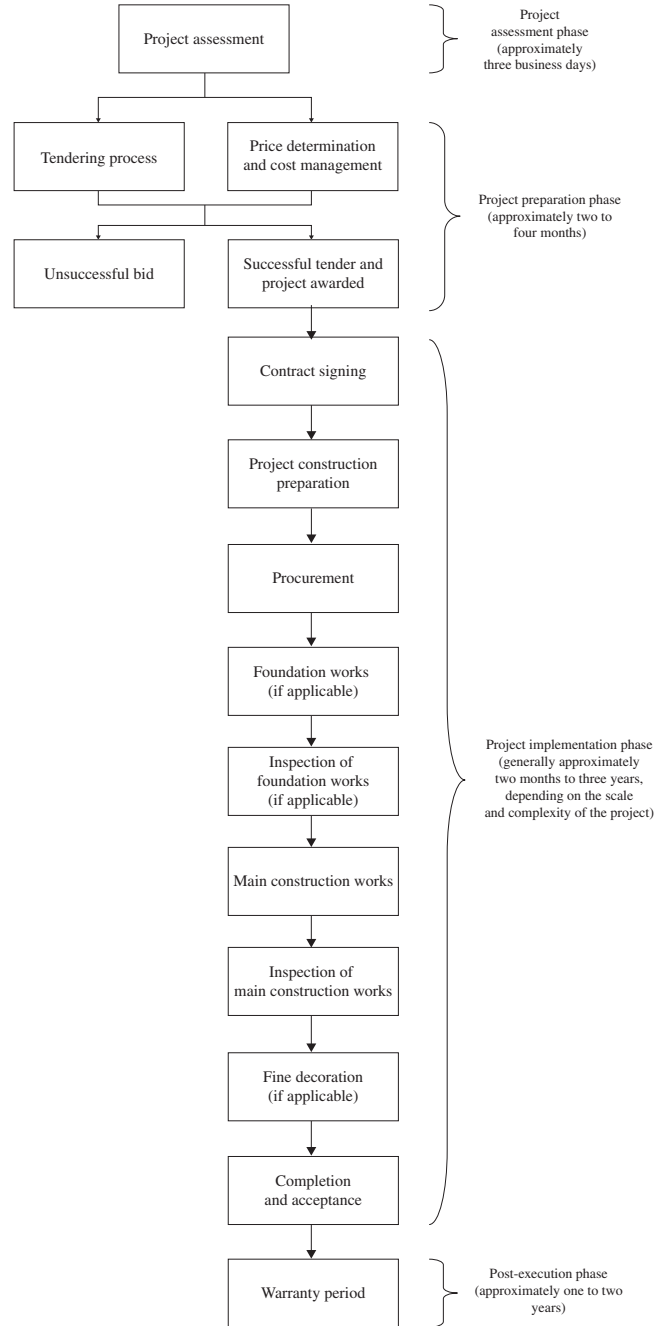 Project assessment
Project
assessment phase
(approximately
three business days)
Tendering process
Price determination
and cost management
Unsuccessful bid
Successful tender and
project awarded
Project preparation phase
(approximately two to
four months)
Contract signing
Project construction
preparation
Procurement
Foundation works
(if applicable)
Inspection of
foundation works
(if applicable)
Main construction works
Inspection of
main construction works
Fine decoration
(if applicable)
Completion
and acceptance
Project implementation phase
(generally approximately
two months to three years,
depending on the scale
and complexity of the project)
Warranty period
Post-execution phase
(approximately one to two
years)